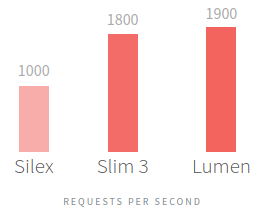 1900
1800
1000
Silex Slim 3 Lumen
REQUESTS PER SECOND